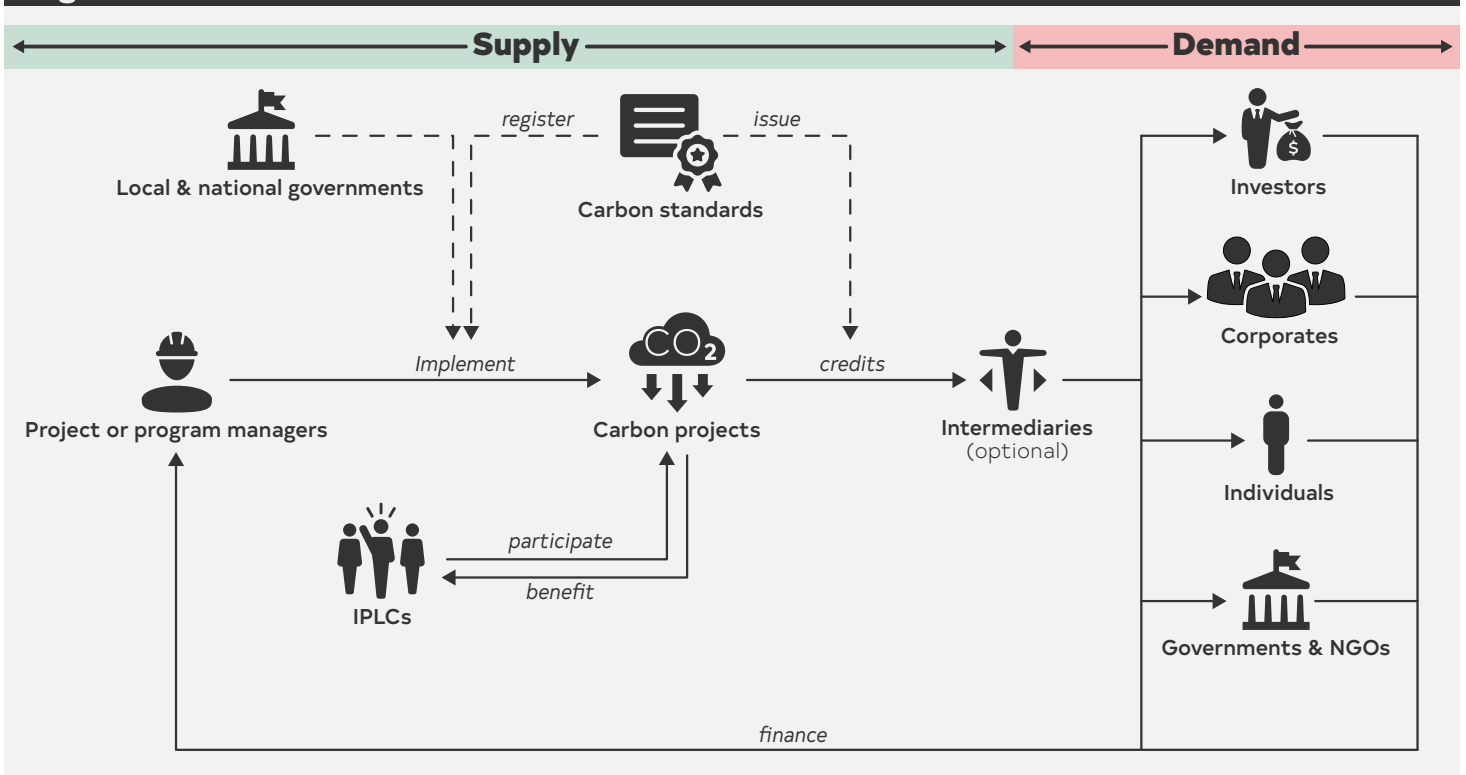 Supply
Demand
register
issue
Local & national governments
Carbon standards
Investors
Corporates
Implement
CO2
credits
Project or program managers
Carbon projects
Intermediaries
(optional)
Individuals
participate
benefit
IPLCs
Governments & NGOs
finance
$